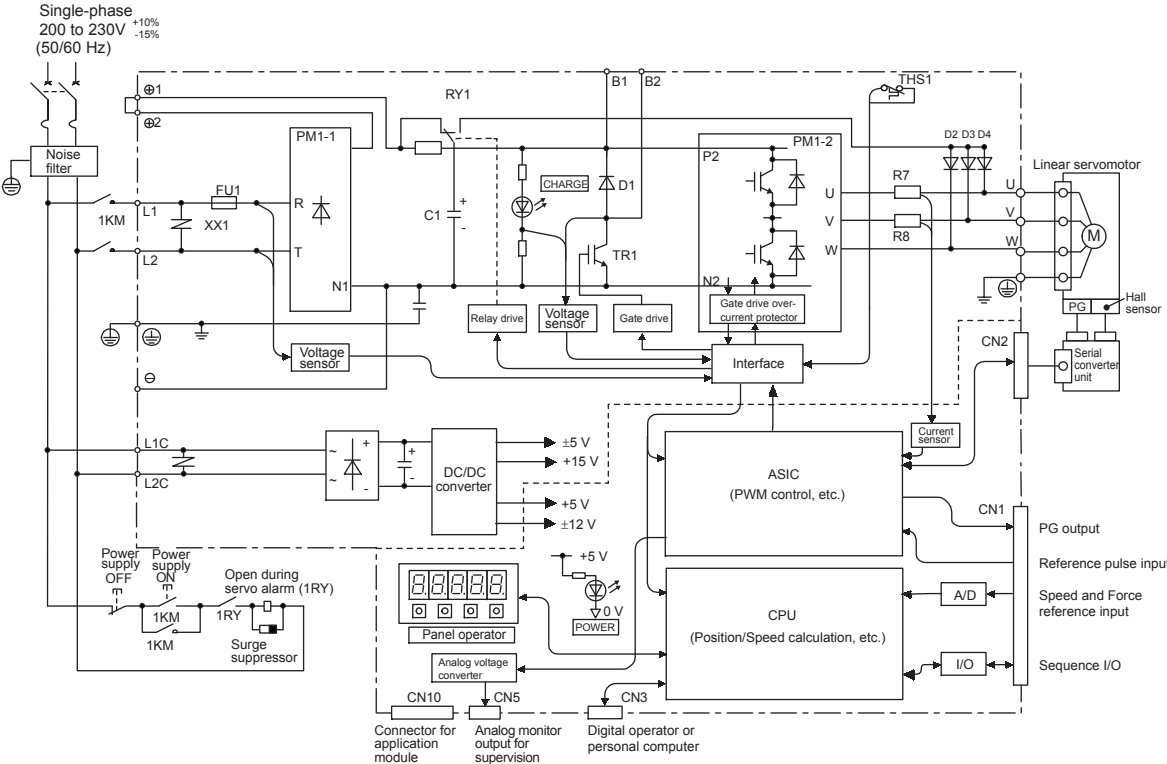 Single-phase
200 to 230V +10%
-15%
(50/60 Hz)
⊕1
⊕2
B1
B2
THS1
RY1
PM1-1
PM1-2
P2
D2 D3 D4
Noise
filter
Linear servomotor
FU1
CHARGE
D1
R7
U
U
1KM
L1
R
XX1
C1
+
-
V
R8
V
M
W
W
L2
T
TR1
N1
N2
Relay drive
Voltage
sensor
Gate drive
Gate drive over-
current protector
PG
Hall
sensor
Voltage
sensor
Interface
CN2
Serial
converter
unit
⊖
Current
sensor
L1C
L2C
~
~
+
-
+
-
DC/DC
converter
±5 V
+15 V
+5 V
±12 V
ASIC
(PWM control, etc.)
CN1
PG output
Reference pulse input
Power
supply
OFF
Power
supply
ON
Open during
servo alarm (1RY)
1KM
1RY
1KM
Surge
suppressor
8.8.8.8.8.
Panel operator
+5 V
0 V
POWER
CPU
(Position/Speed calculation, etc.)
A/D
Speed and Force
reference input
I/O
Sequence I/O
Analog voltage
converter
CN10
CN5
CN3
Connector for
application
module
Analog monitor
output for
supervision
Digital operator or
personal computer